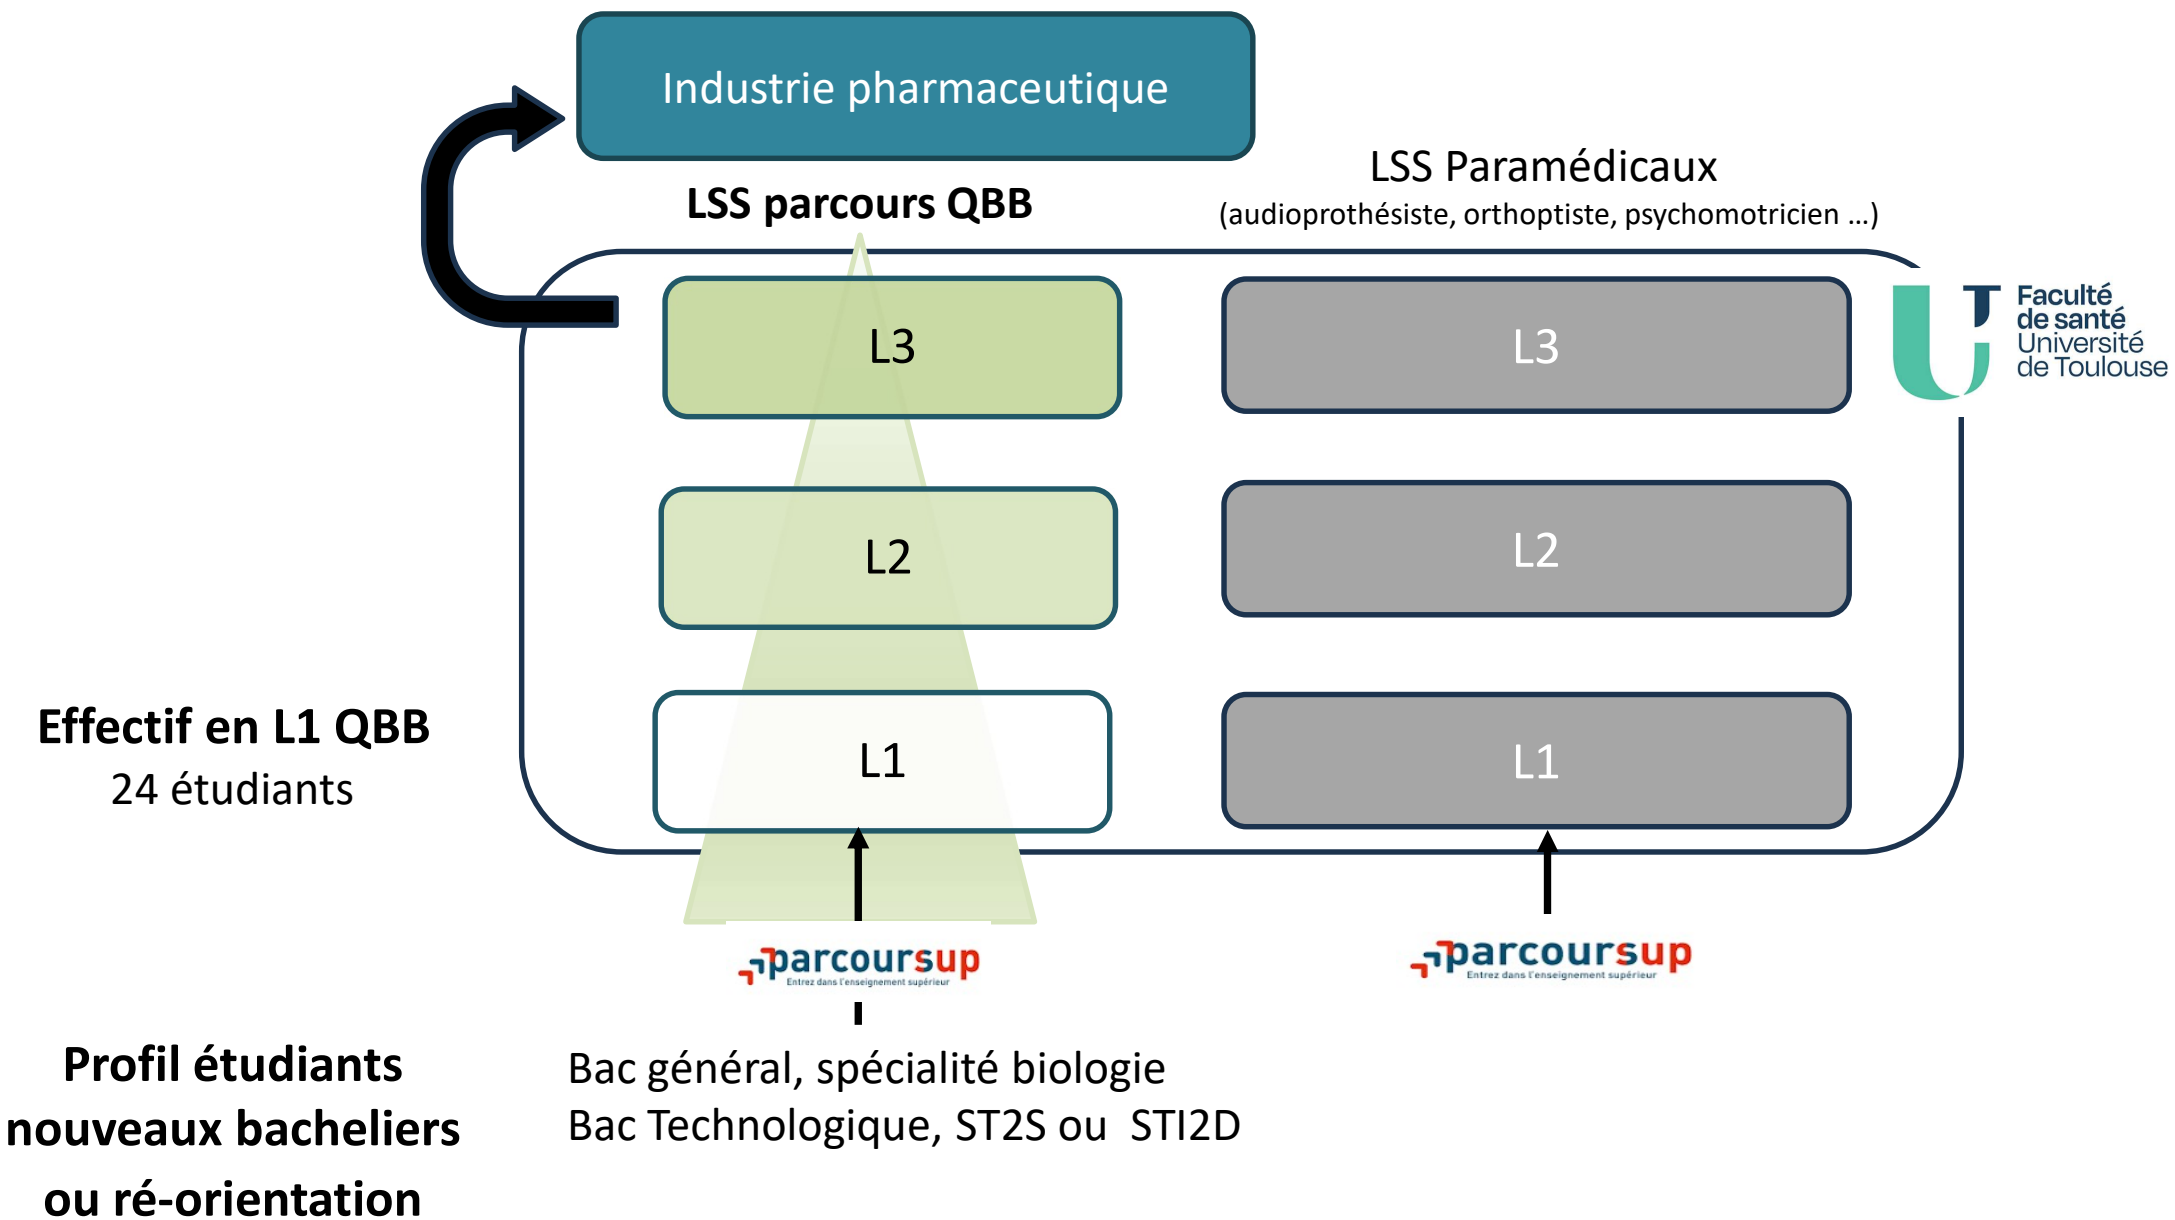 Industrie pharmaceutique
LSS parcours QBB
LSS Paramédicaux
(audioprothésiste, orthoptiste, psychomotricien ...)
L3
L3
Faculté
de santé
Université
de Toulouse
L2
L2
Effectif en L1 QBB
24 étudiants
L1
L1
parcoursup
Entrez dans l'enseignement supérieur
parcoursup
Entrez dans l'enseignement supérieur
Profil étudiants
nouveaux bacheliers
ou ré-orientation
Bac général, spécialité biologie
Bac Technologique, ST2S ou STI2D